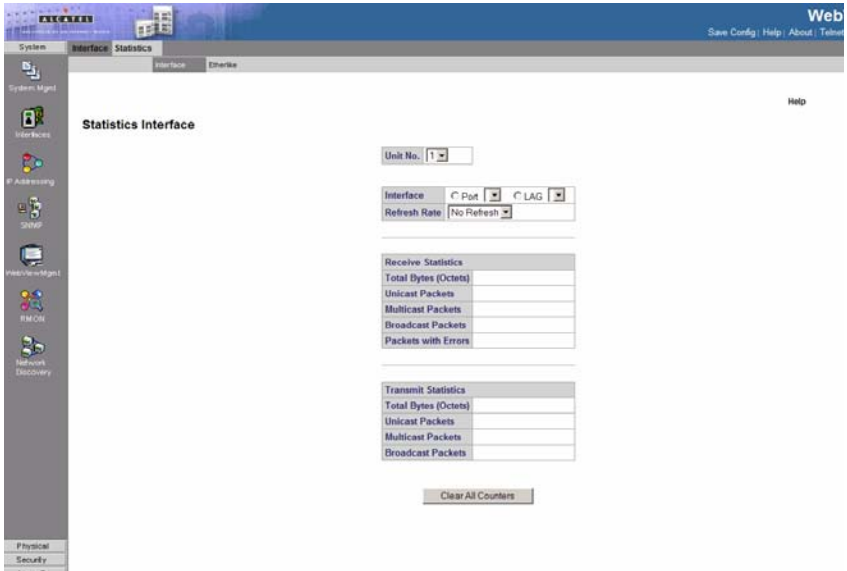 ALCATEL
Web
Save Config | Help | About | Telnet
System
Interface Statistics
Interface Etherlike
System Mgmt
Interfaces
IP Addressing
SNMP
WebViewMgmt
RMON
Network
Discovery
Physical
Security
Help
Statistics Interface
Unit No. 1
Interface Port LAG
Refresh Rate No Refresh
Receive Statistics
Total Bytes (Octets)
Unicast Packets
Multicast Packets
Broadcast Packets
Packets with Errors
Transmit Statistics
Total Bytes (Octets)
Unicast Packets
Multicast Packets
Broadcast Packets
Clear All Counters